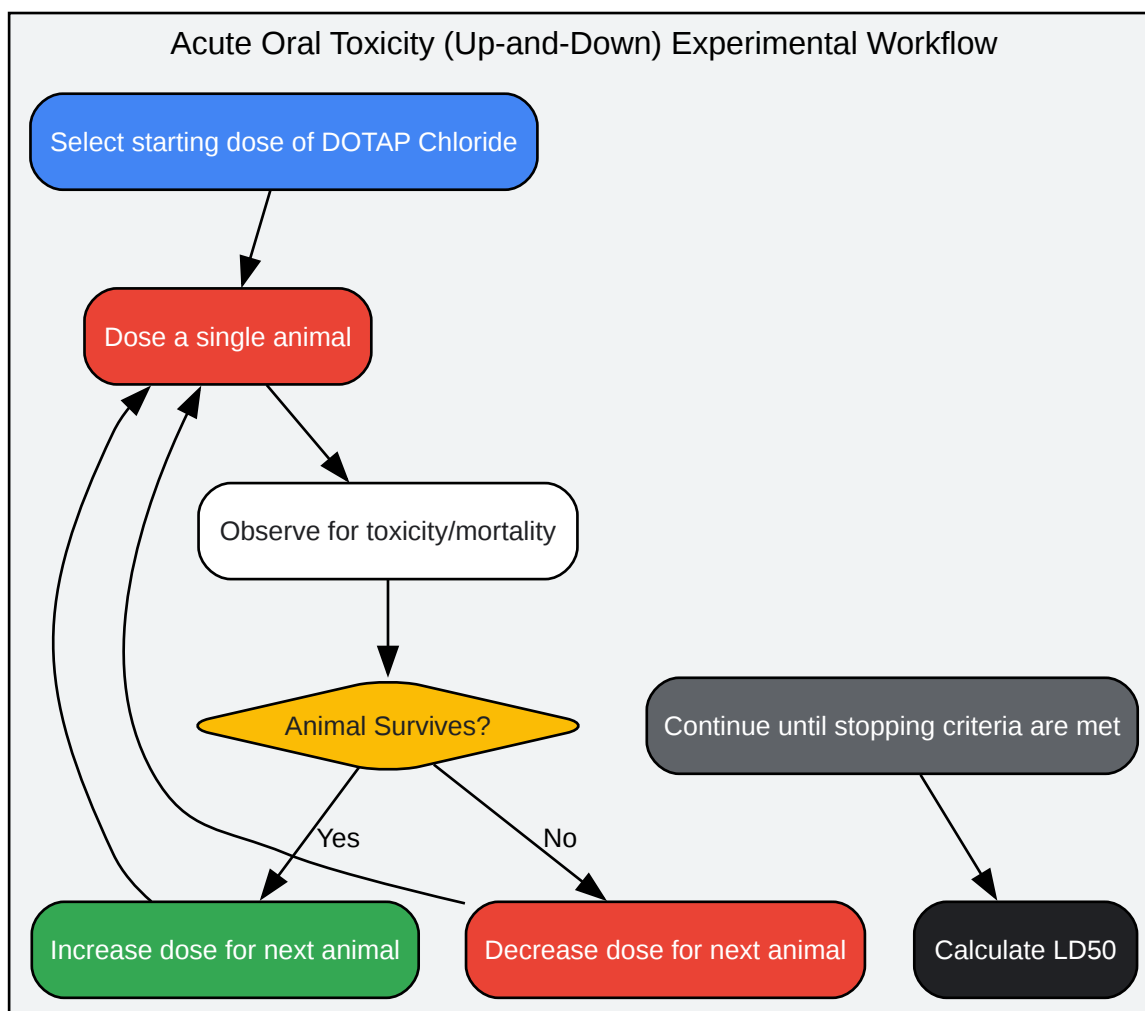 Acute Oral Toxicity (Up-and-Down) Experimental Workflow
Select starting dose of DOTAP Chloride
Dose a single animal
Observe for toxicity/mortality
Animal Survives?
Continue until stopping criteria are met
Yes
No
Increase dose for next animal
Decrease dose for next animal
Calculate LD50